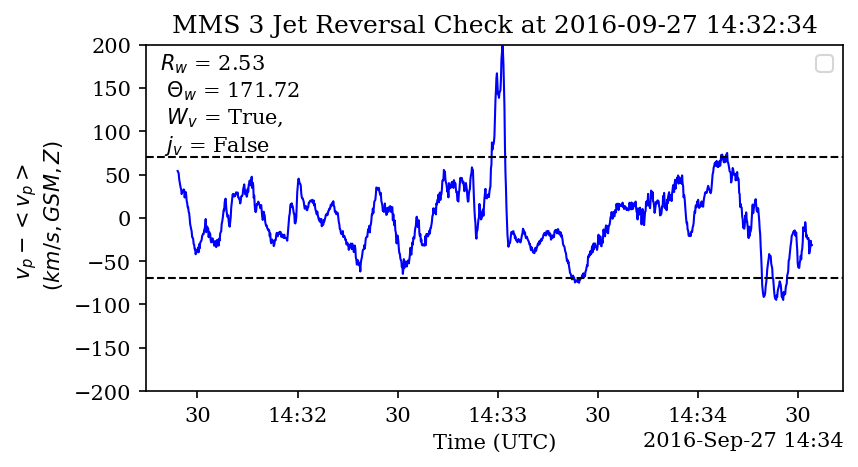 MMS 3 Jet Reversal Check at 2016-09-27 14:32:34
R_w = 2.53
Θ_w = 171.72
W_v = True,
j_v = False
v_p − < v_p >
(km/s, GSM, Z)
200
150
100
50
0
−50
−100
−150
−200
30 14:32 30 14:33 30 14:34 30
Time (UTC)
2016-Sep-27 14:34